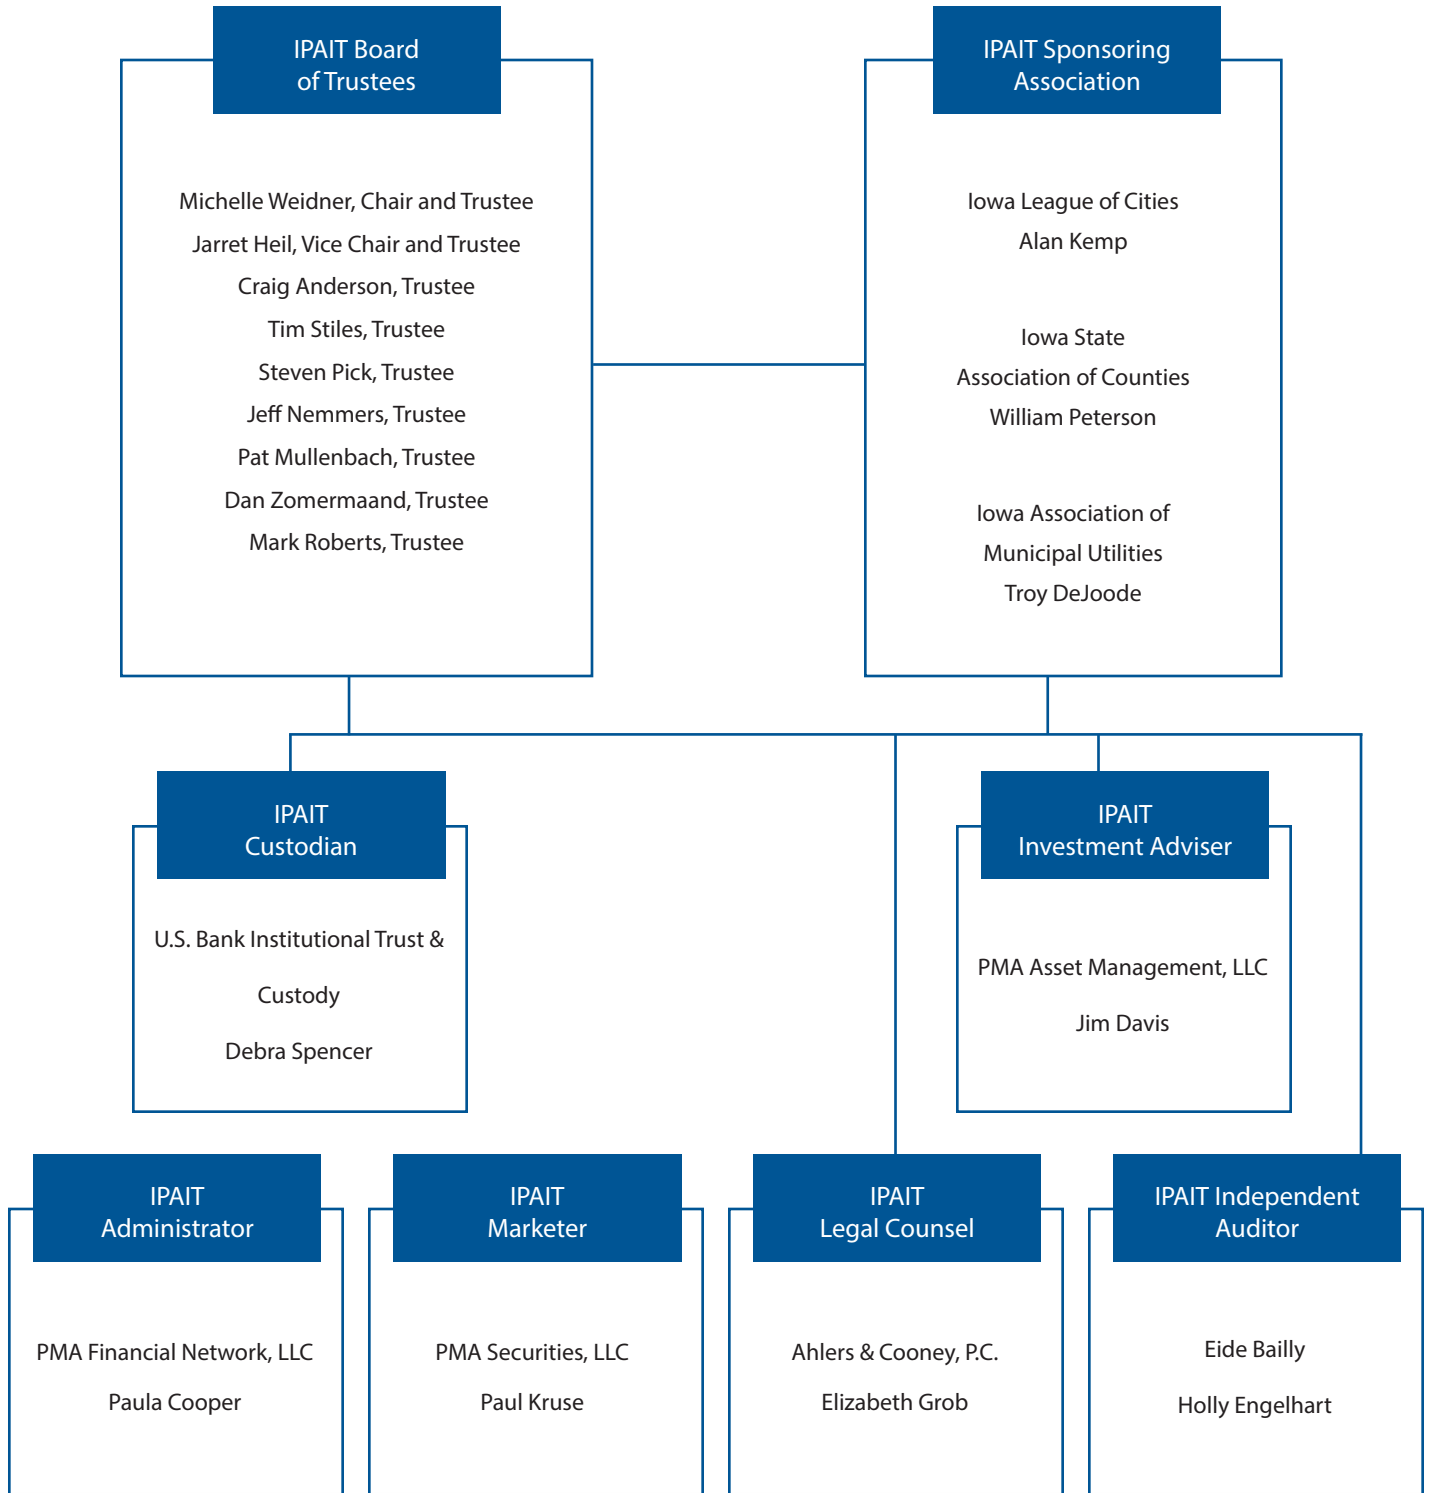 IPAIT Board
of Trustees
Michelle Weidner, Chair and Trustee
Jarret Heil, Vice Chair and Trustee
Craig Anderson, Trustee
Tim Stiles, Trustee
Steven Pick, Trustee
Jeff Nemmers, Trustee
Pat Mullenbach, Trustee
Dan Zomermaand, Trustee
Mark Roberts, Trustee
IPAIT Sponsoring
Association
Iowa League of Cities
Alan Kemp
Iowa State
Association of Counties
William Peterson
Iowa Association of
Municipal Utilities
Troy DeJoode
IPAIT
Custodian
U.S. Bank Institutional Trust &
Custody
Debra Spencer
IPAIT
Investment Adviser
PMA Asset Management, LLC
Jim Davis
IPAIT
Administrator
PMA Financial Network, LLC
Paula Cooper
IPAIT
Marketer
PMA Securities, LLC
Paul Kruse
IPAIT
Legal Counsel
Ahlers & Cooney, P.C.
Elizabeth Grob
IPAIT Independent
Auditor
Eide Bailly
Holly Engelhart